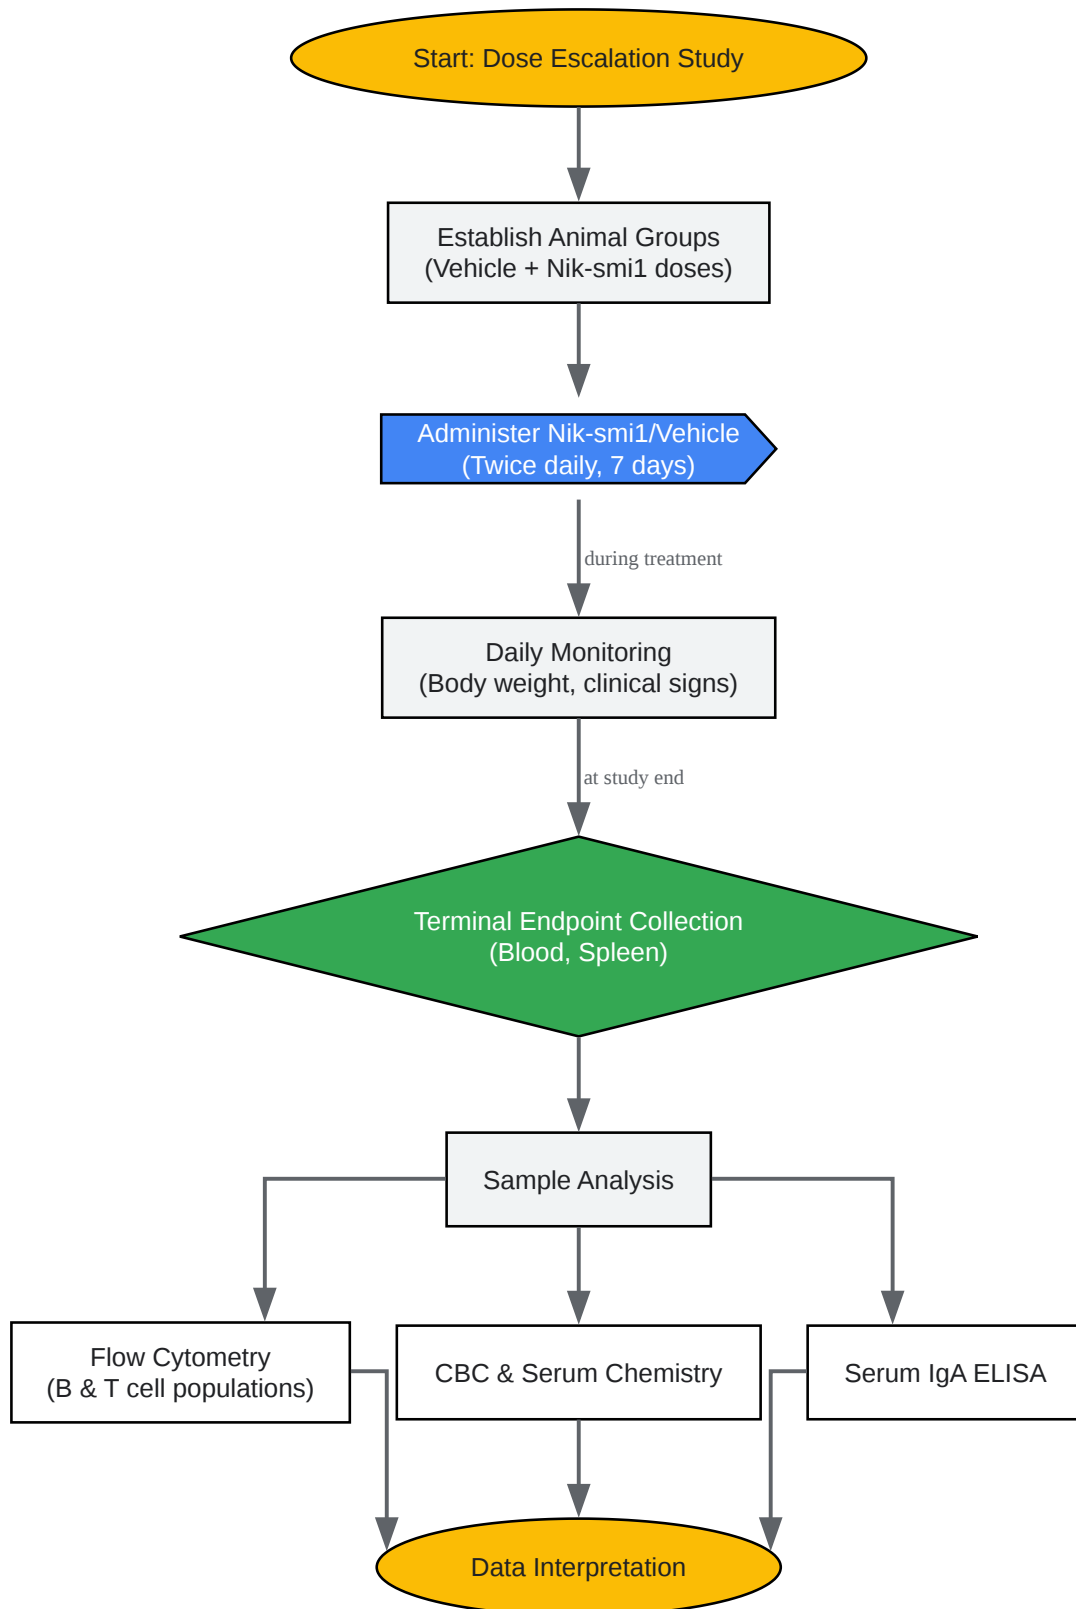 Start: Dose Escalation Study
Establish Animal Groups
(Vehicle + Nik-smi1 doses)
Administer Nik-smi1/Vehicle
(Twice daily, 7 days)
during treatment
Daily Monitoring
(Body weight, clinical signs)
at study end
Terminal Endpoint Collection
(Blood, Spleen)
Sample Analysis
Flow Cytometry
(B & T cell populations)
CBC & Serum Chemistry
Serum IgA ELISA
Data Interpretation